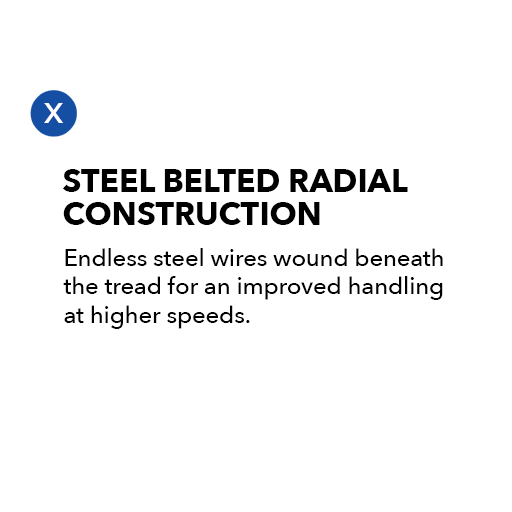 X
STEEL BELTED RADIAL
CONSTRUCTION
Endless steel wires wound beneath
the tread for an improved handling
at higher speeds.